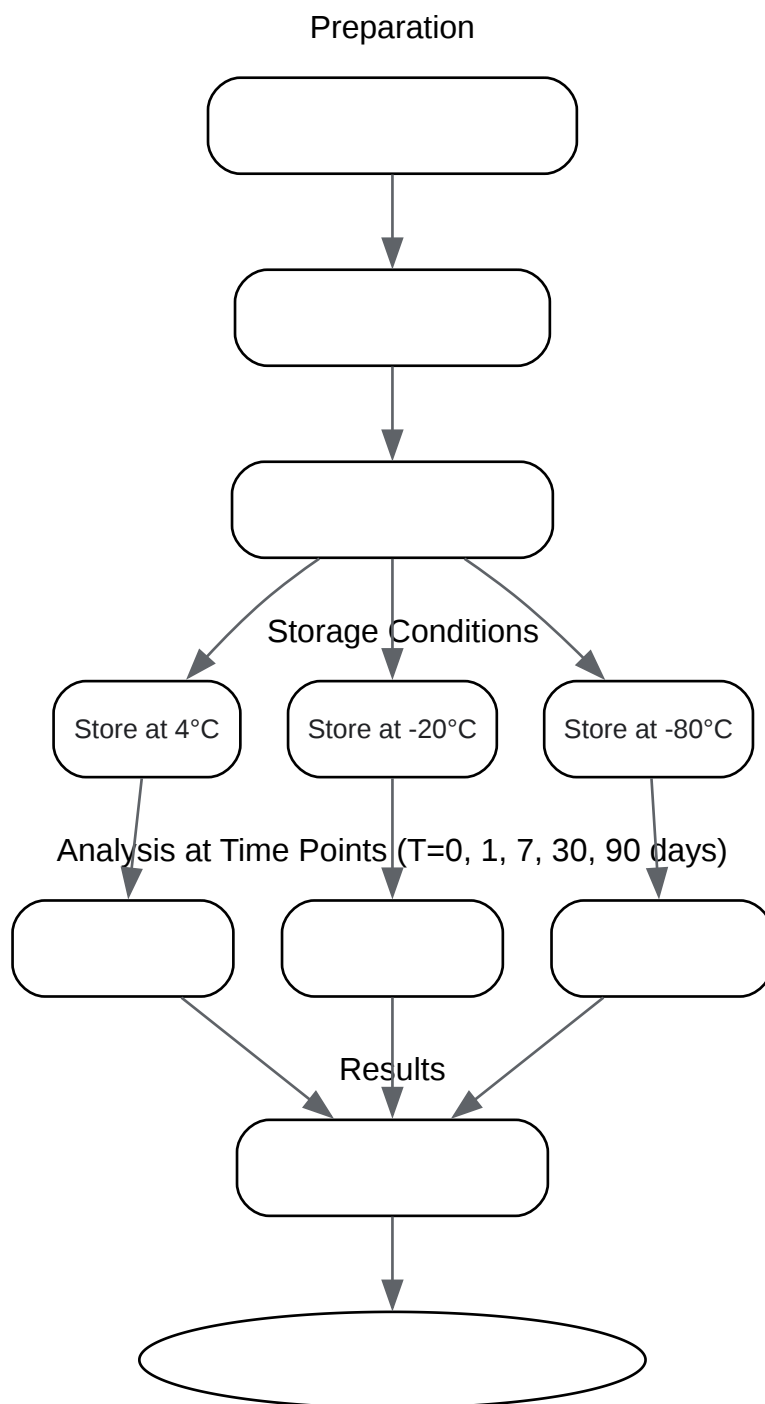 Preparation
Storage Conditions
Store at 4°C
Store at -20°C
Store at -80°C
Analysis at Time Points (T=0, 1, 7, 30, 90 days)
Results